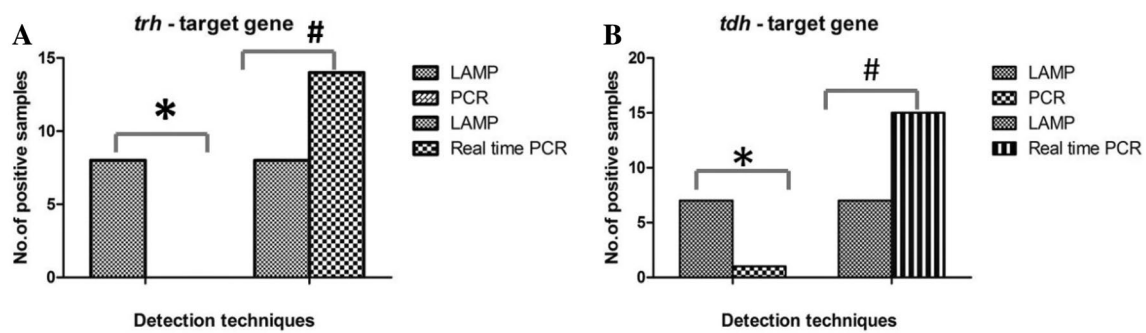 A
trh - target gene
No.of positive samples
15
10
5
0
*
#
LAMP
PCR
LAMP
Real time PCR
Detection techniques
B
tdh - target gene
No.of positive samples
20
15
10
5
0
*
#
LAMP
PCR
LAMP
Real time PCR
Detection techniques